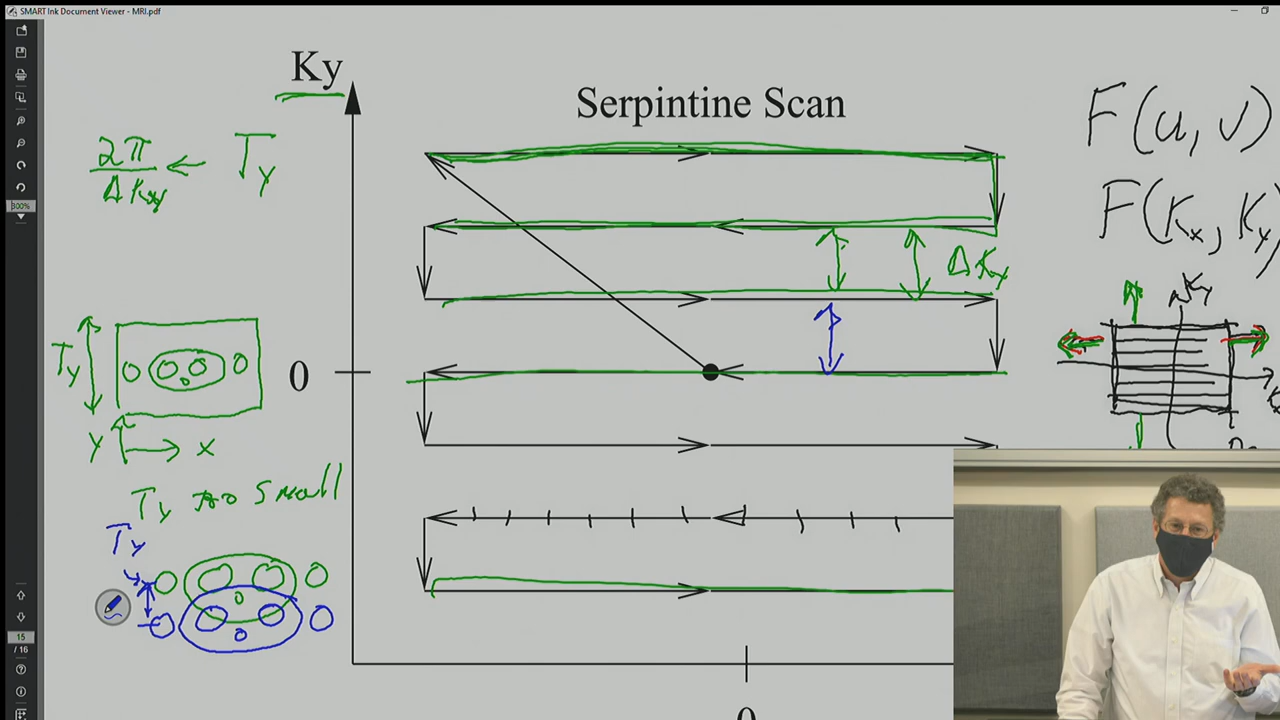 SMART Ink Document Viewer - MRI.pdf
Ky
Serpintine Scan
2π
ΔKy
Ty
F(u, v)
F(Kx, Ky)
ΔKy
Ky
0
Ty
y
x
Ty too small
Ty
300%
15
/ 16
0